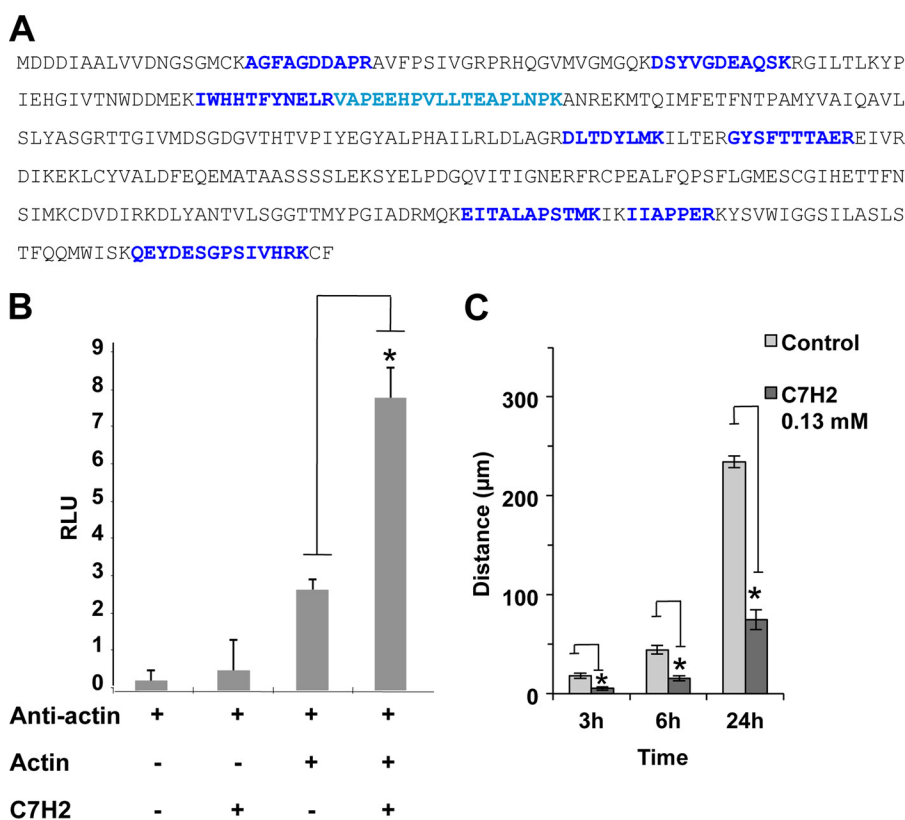 A
MDDDIAALVVDNGSGMCKAGFAGDDAPRAVFPSIVGRPRHQGVMVGMGQKDSYVGDEAQSKRGILTLKYP
IEHGIVTNWDDMEKIWHHTFYNELRVAPEEHPVLLTEAPLNPKANREKMTQIMFETFNTPAMYVAIQAVL
SLYASGRTTGIVMDSGDGVTHTVPIYEGYALPHAILRLDLAGRDLTDYLMKILTERGYSFTTTAEREIVR
DIKEKLCYVALDFEQEMATAASSSSLEKSYELPDGQVITIGNERFRCPEALFQPSFLGMESCGIHETTFN
SIMKCDVDIRKDLYANTVLSGGTTMYPGIADRMQKEITALAPSTMKIKIIAPPERKYSVWIGGSILASLS
TFQQMWISKQEYDESGPSIVHRKCF
B
9
8
7
6
5
4
3
2
1
0
RLU
*
Anti-actin + + + +
Actin - - + +
C7H2 - + - +
C
Control
C7H2
0.13 mM
300
200
100
0
Distance (µm)
* * *
3h 6h 24h
Time